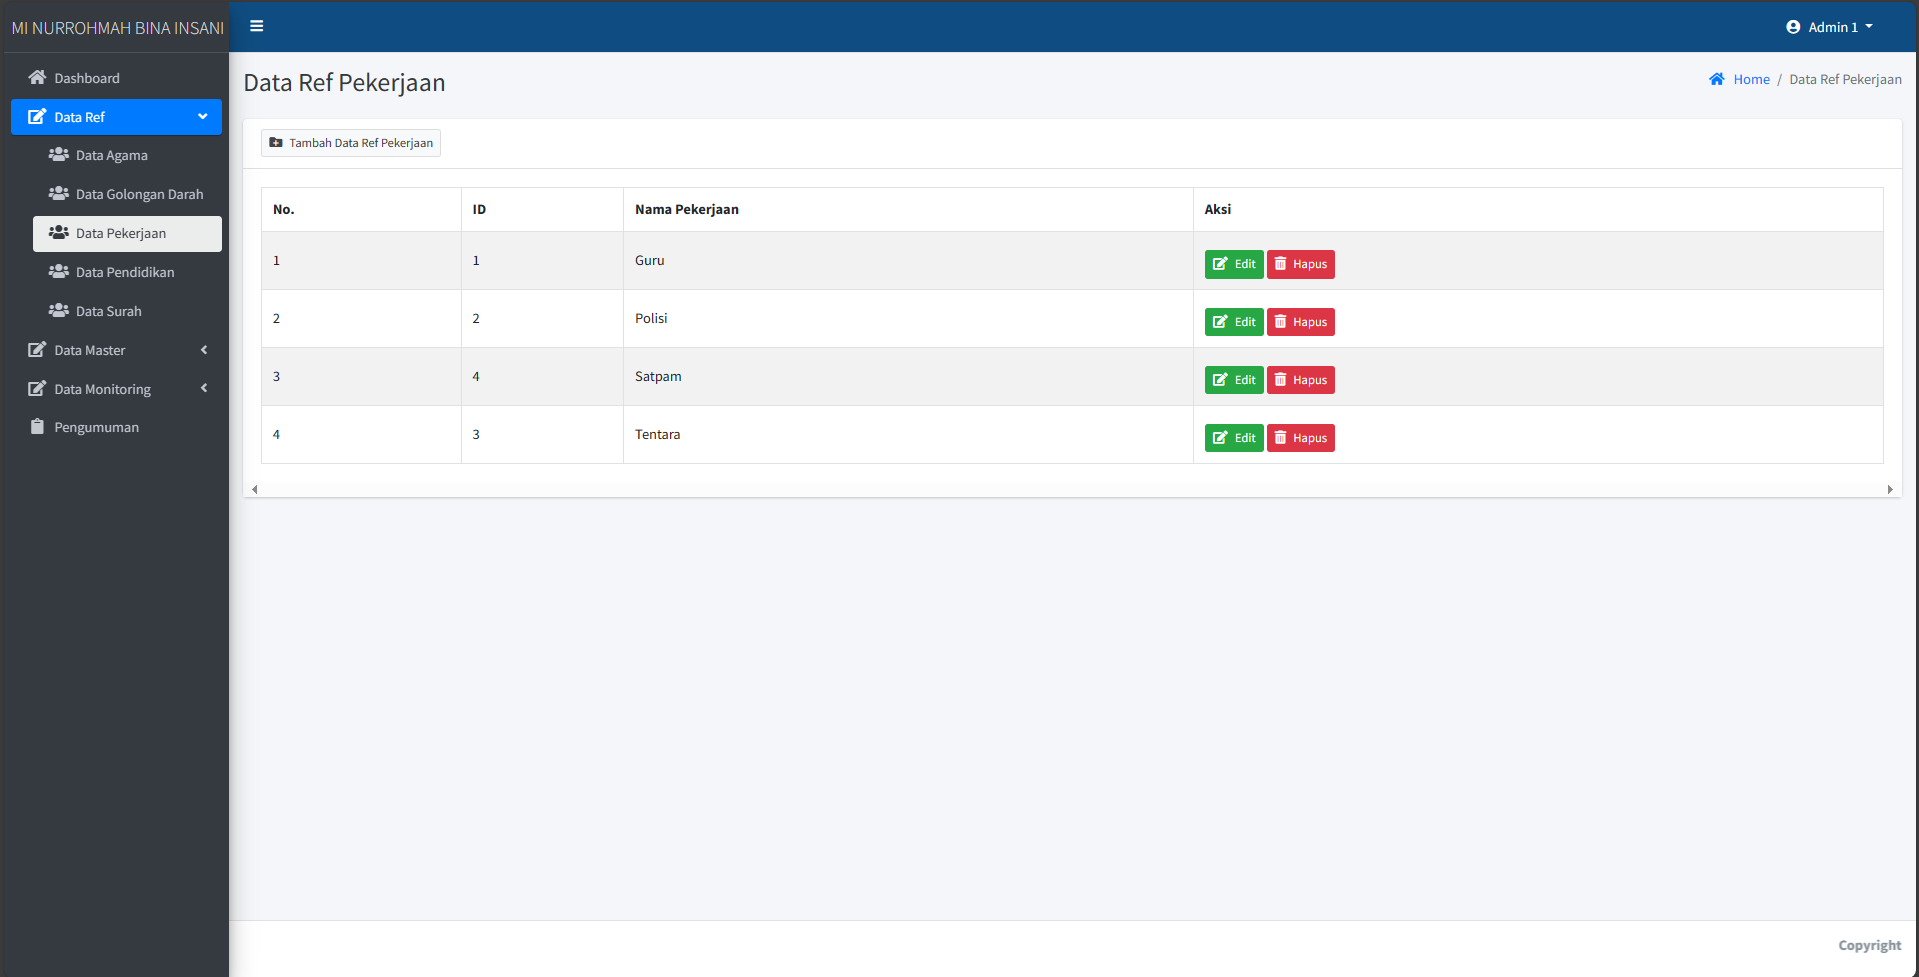 MI NURROHMAH BINA INSANI
Admin 1
Dashboard
Data Ref
Data Agama
Data Golongan Darah
Data Pekerjaan
Data Pendidikan
Data Surah
Data Master
Data Monitoring
Pengumuman
Data Ref Pekerjaan
Home / Data Ref Pekerjaan
Tambah Data Ref Pekerjaan
No. ID Nama Pekerjaan Aksi
1 1 Guru Edit Hapus
2 2 Polisi Edit Hapus
3 4 Satpam Edit Hapus
4 3 Tentara Edit Hapus
Copyright